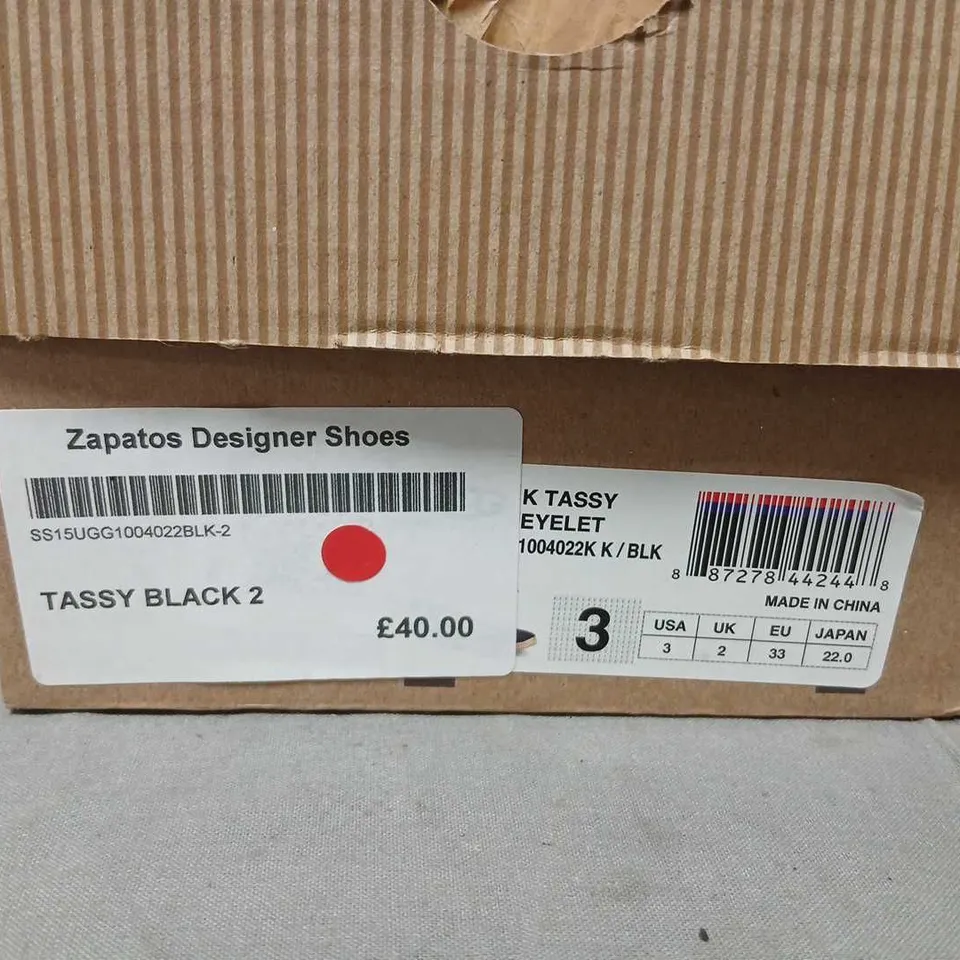 Zapatos Designer Shoes
SS15UGG1004022BLK-2
TASSY BLACK 2
£40.00
K TASSY
EYELET
1004022K K / BLK
8 87278 44244 8
MADE IN CHINA
3
USA UK EU JAPAN
3 2 33 22.0